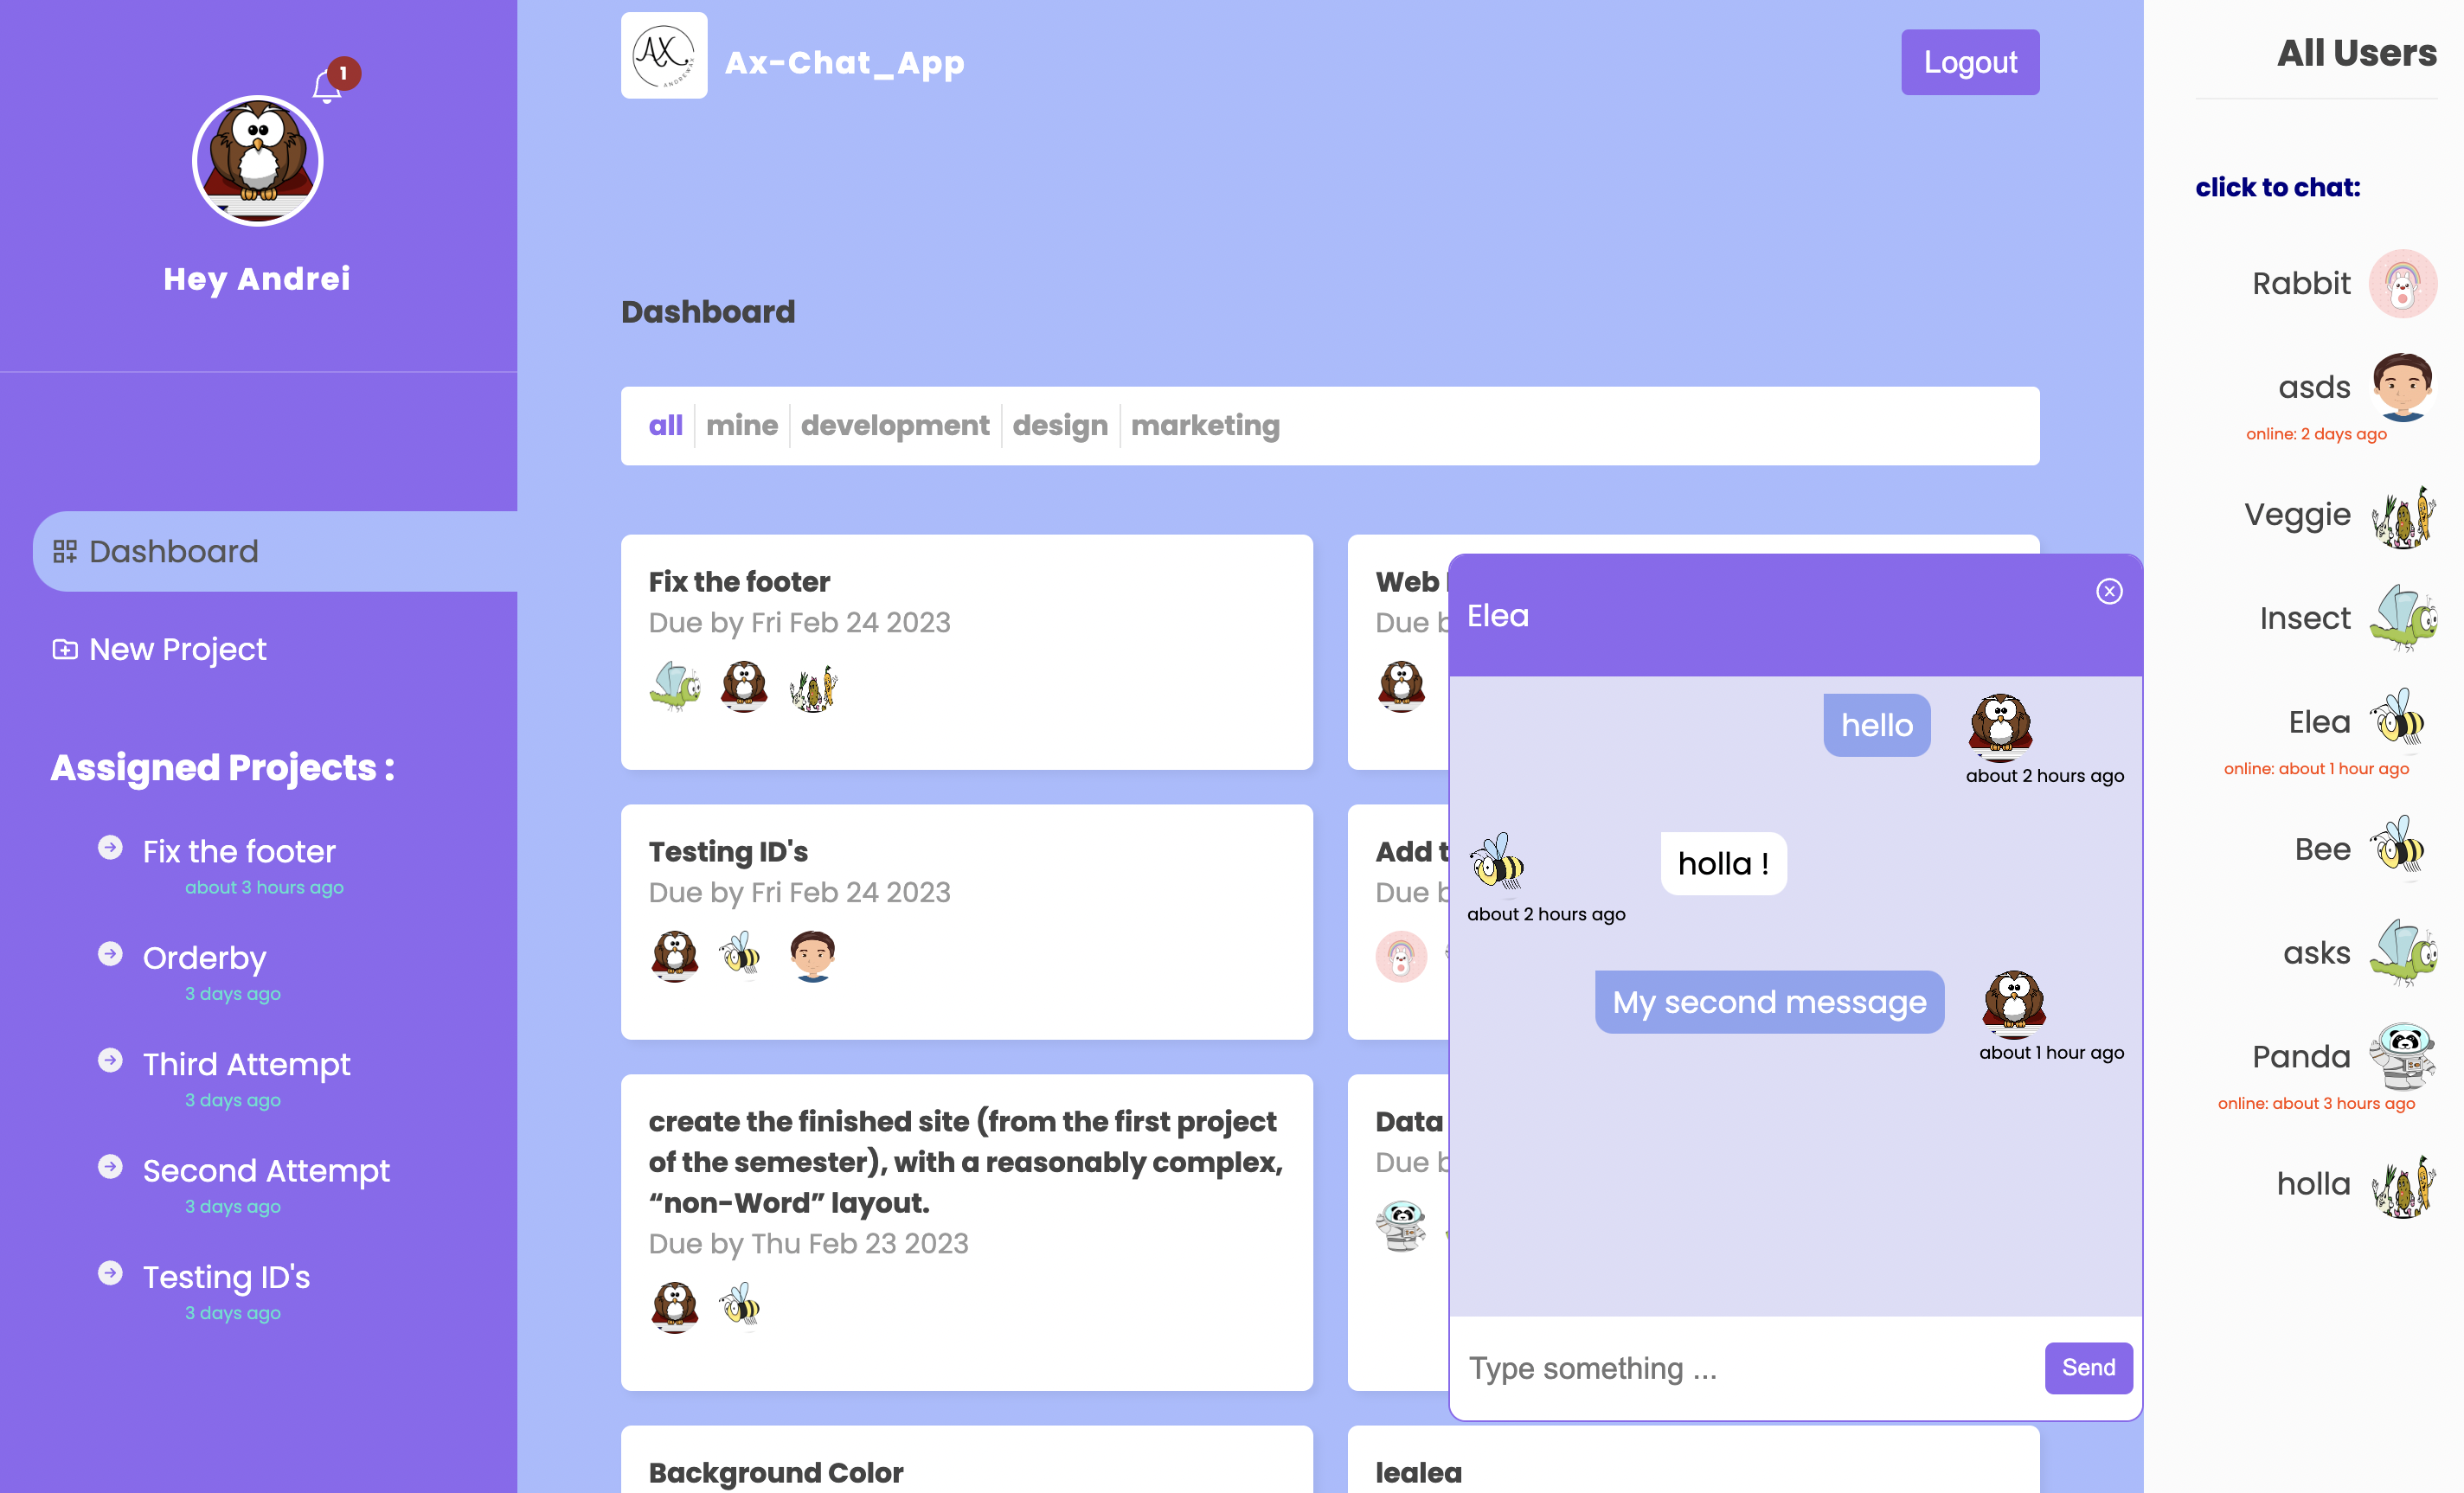 1
Hey Andrei
Dashboard
New Project
Assigned Projects :
Fix the footer
about 3 hours ago
Orderby
3 days ago
Third Attempt
3 days ago
Second Attempt
3 days ago
Testing ID's
3 days ago
AX
ANDREWAX
Ax-Chat_App
Logout
Dashboard
all
mine
development
design
marketing
Fix the footer
Due by Fri Feb 24 2023
Web
Due b
Testing ID's
Due by Fri Feb 24 2023
Add t
Due b
create the finished site (from the first project
of the semester), with a reasonably complex,
“non-Word” layout.
Due by Thu Feb 23 2023
Data
Due b
Background Color
lealea
Elea
hello
about 2 hours ago
holla !
about 2 hours ago
My second message
about 1 hour ago
Type something ...
Send
All Users
click to chat:
Rabbit
asds
online: 2 days ago
Veggie
Insect
Elea
online: about 1 hour ago
Bee
asks
Panda
online: about 3 hours ago
holla